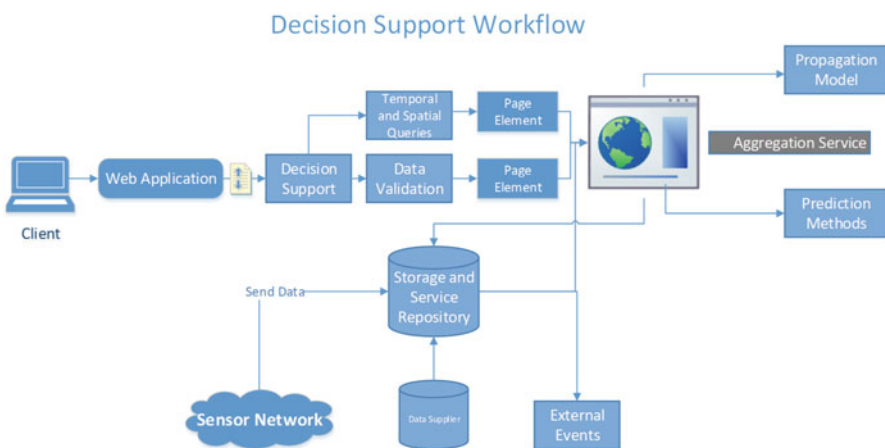 Decision Support Workflow
Propagation
Model
Temporal
and Spatial
Queries
Page
Element
Aggregation Service
Web Application
Decision
Support
Data
Validation
Page
Element
Prediction
Methods
Client
Storage and
Service
Repository
Send Data
Sensor Network
Data Supplier
External
Events